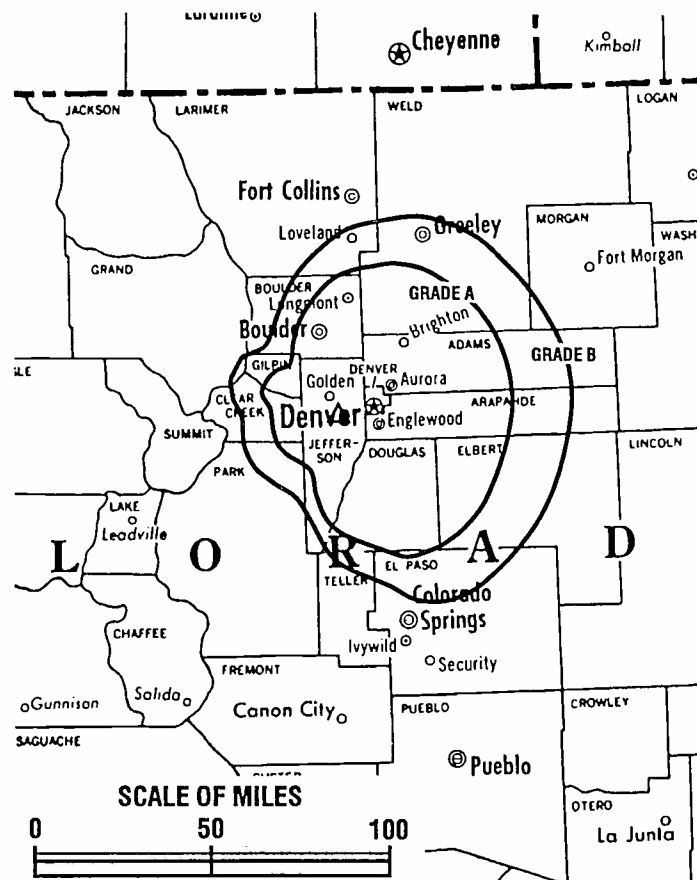 Cheyenne
Kimball
JACKSON
LARIMER
WELD
LOGAN
Fort Collins
Loveland
Greeley
MORGAN
Fort Morgan
GRAND
BOULDER
Longmont
GRADE A
Boulder
Brighton
ADAMS
GRADE B
GILPIN
DENVER
Golden
Aurora
ARAPAHOE
CLEAR
CREEK
Denver
Englewood
SUMMIT
JEFFER-
SON
DOUGLAS
ELBERT
LINCOLN
PARK
LAKE
Leadville
L O R A D
TELLER
EL PASO
Colorado
Springs
CHAFFEE
Ivywild
Security
FREMONT
Gunnison
Salida
Canon City
PUEBLO
CROWLEY
SAGUACHE
Pueblo
SCALE OF MILES
0 50 100
OTERO
La Junta